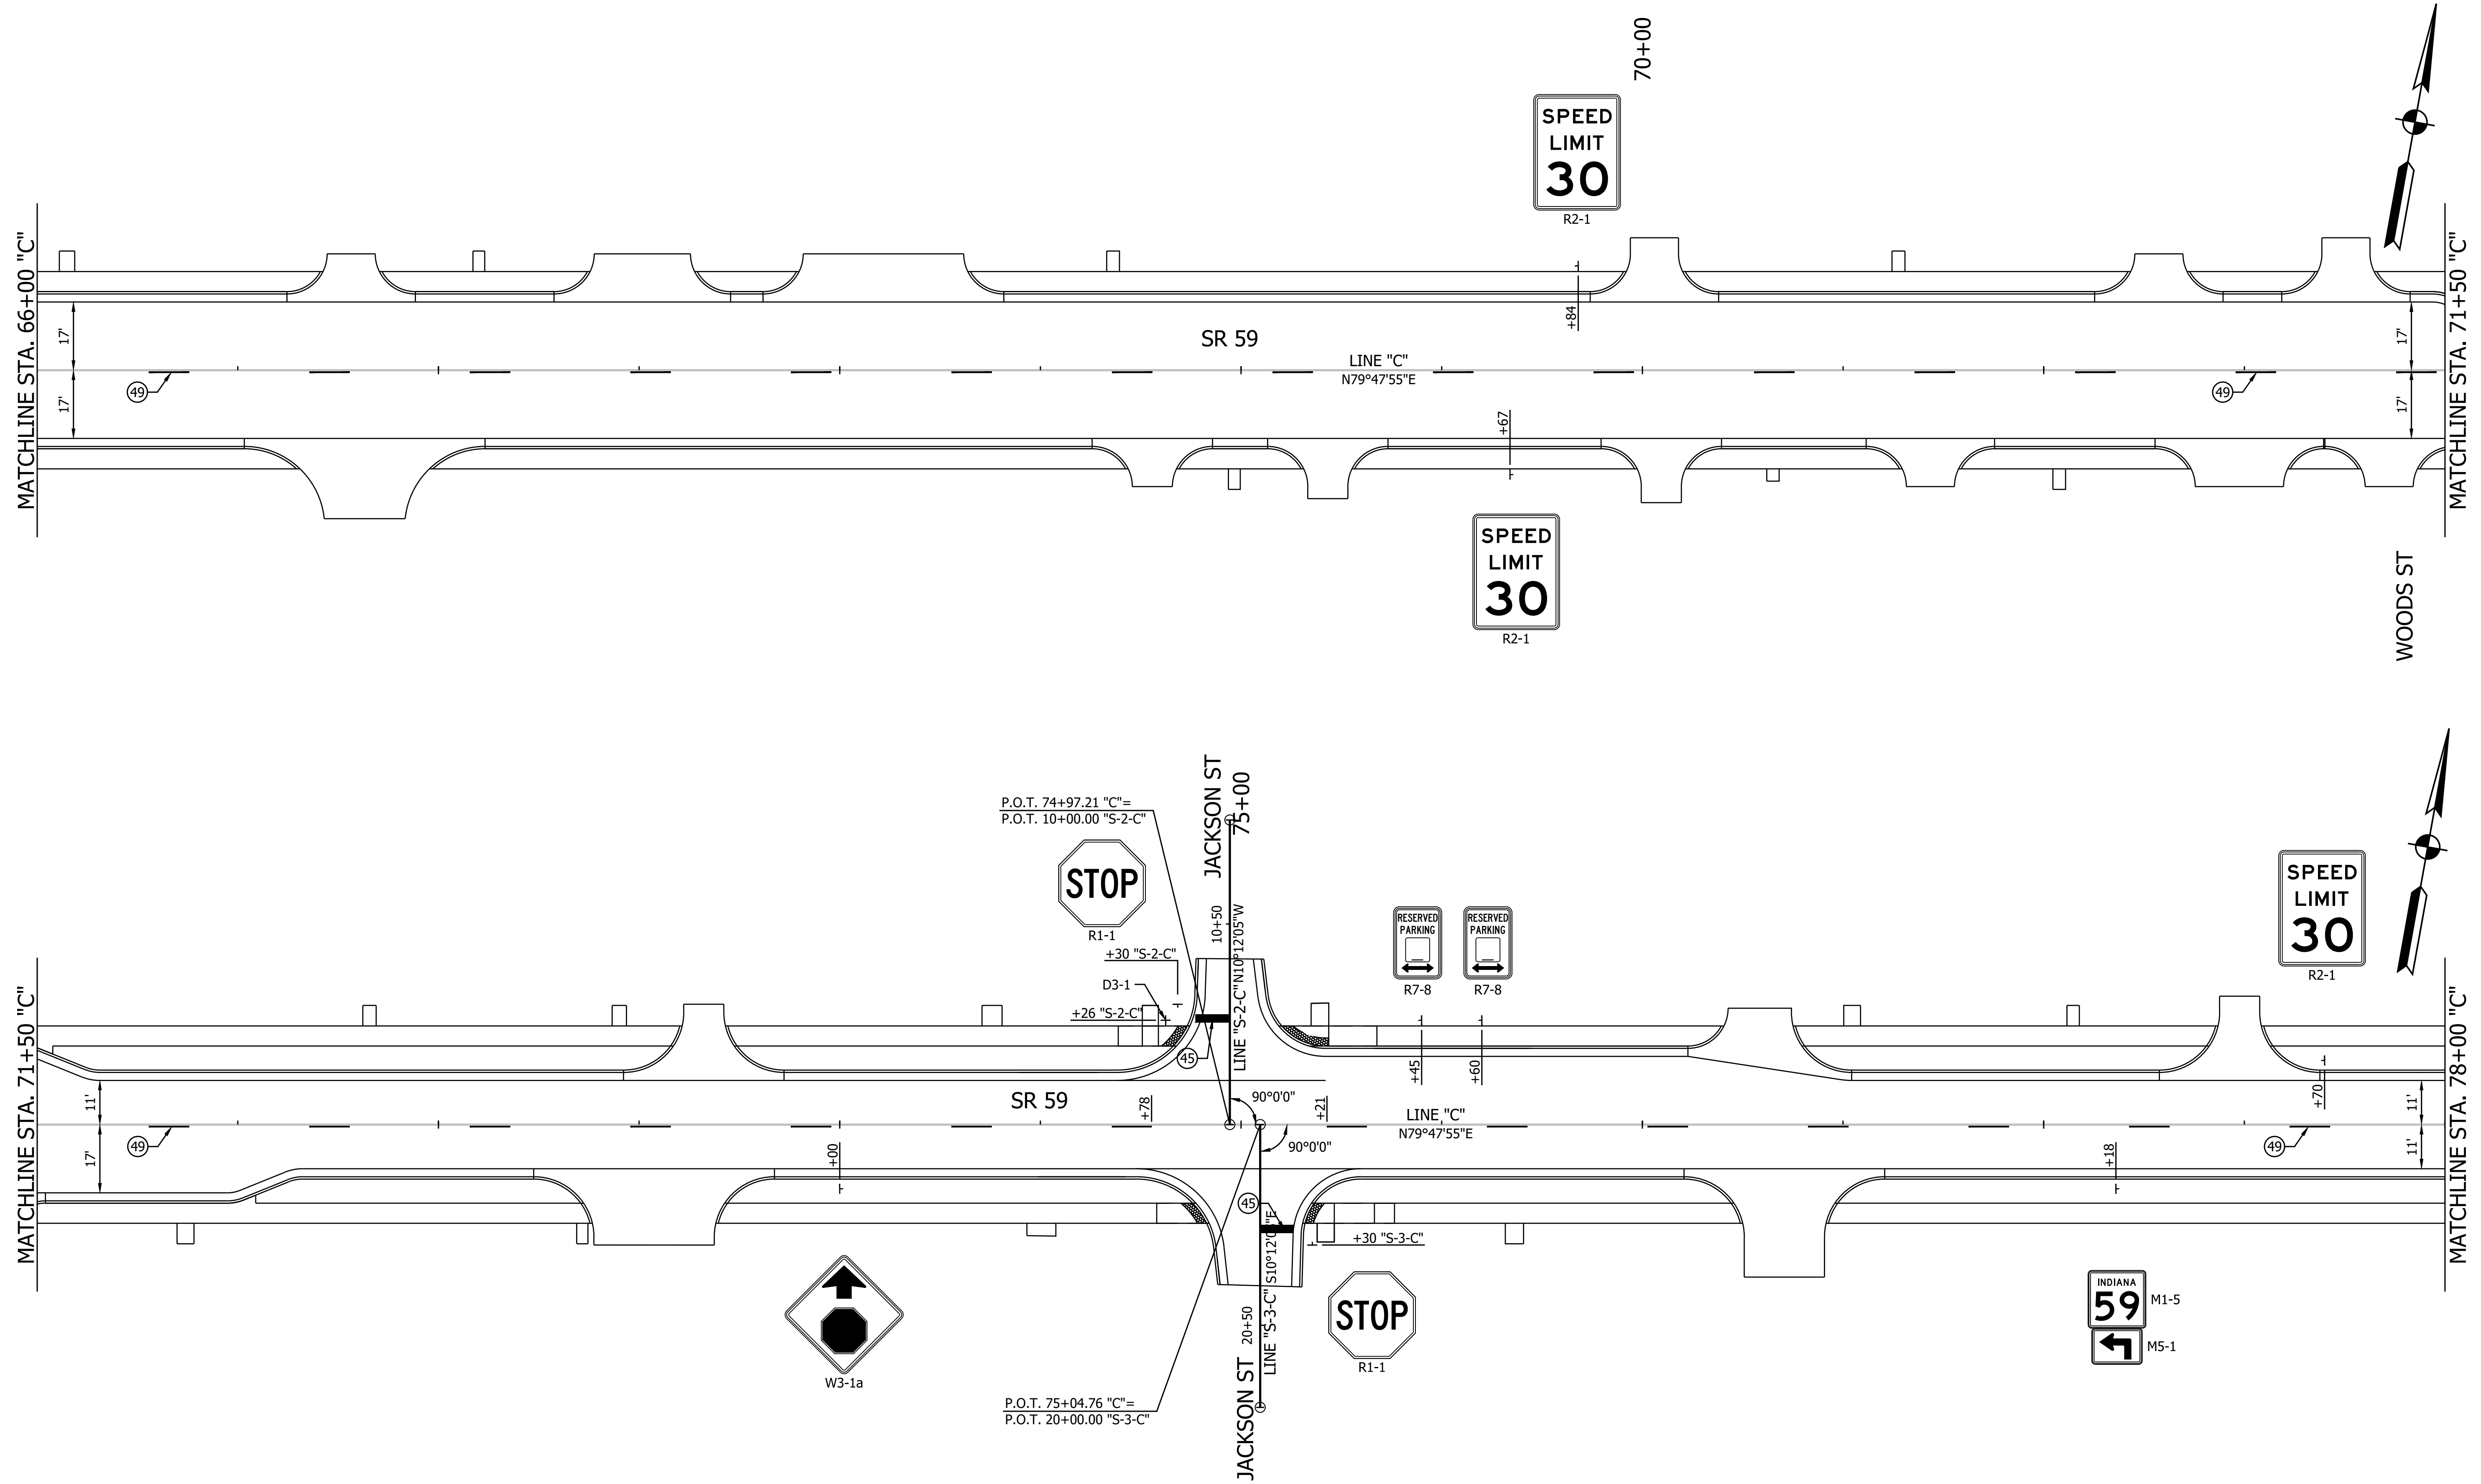 70+00
SPEED
LIMIT
30
R2-1
MATCHLINE STA. 66+00 "C"
MATCHLINE STA. 71+50 "C"
17'
+84
SR 59
LINE "C"
N79°47'55"E
17'
49
49
17'
+67
17'
SPEED
LIMIT
30
R2-1
WOODS ST
JACKSON ST
75+00
P.O.T. 74+97.21 "C"=
P.O.T. 10+00.00 "S-2-C"
STOP
R1-1
10+50
LINE "S-2-C"N10°12'05"W
+30 "S-2-C"
D3-1
+26 "S-2-C"
RESERVED
PARKING
R7-8
RESERVED
PARKING
R7-8
SPEED
LIMIT
30
R2-1
MATCHLINE STA. 71+50 "C"
MATCHLINE STA. 78+00 "C"
45
+45
+60
+70
11'
SR 59
+78
90°0'0"
+21
LINE "C"
N79°47'55"E
11'
49
49
17'
+00
90°0'0"
+18
11'
45
+30 "S-3-C"
LINE "S-3-C"
20+50
STOP
R1-1
W3-1a
INDIANA
59
M1-5
M5-1
P.O.T. 75+04.76 "C"=
P.O.T. 20+00.00 "S-3-C"
JACKSON ST